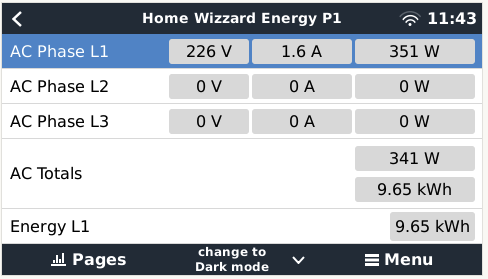 Home Wizzard Energy P1 11:43
AC Phase L1 226 V 1.6 A 351 W
AC Phase L2 0 V 0 A 0 W
AC Phase L3 0 V 0 A 0 W
AC Totals 341 W
9.65 kWh
Energy L1 9.65 kWh
Pages change to Dark mode Menu